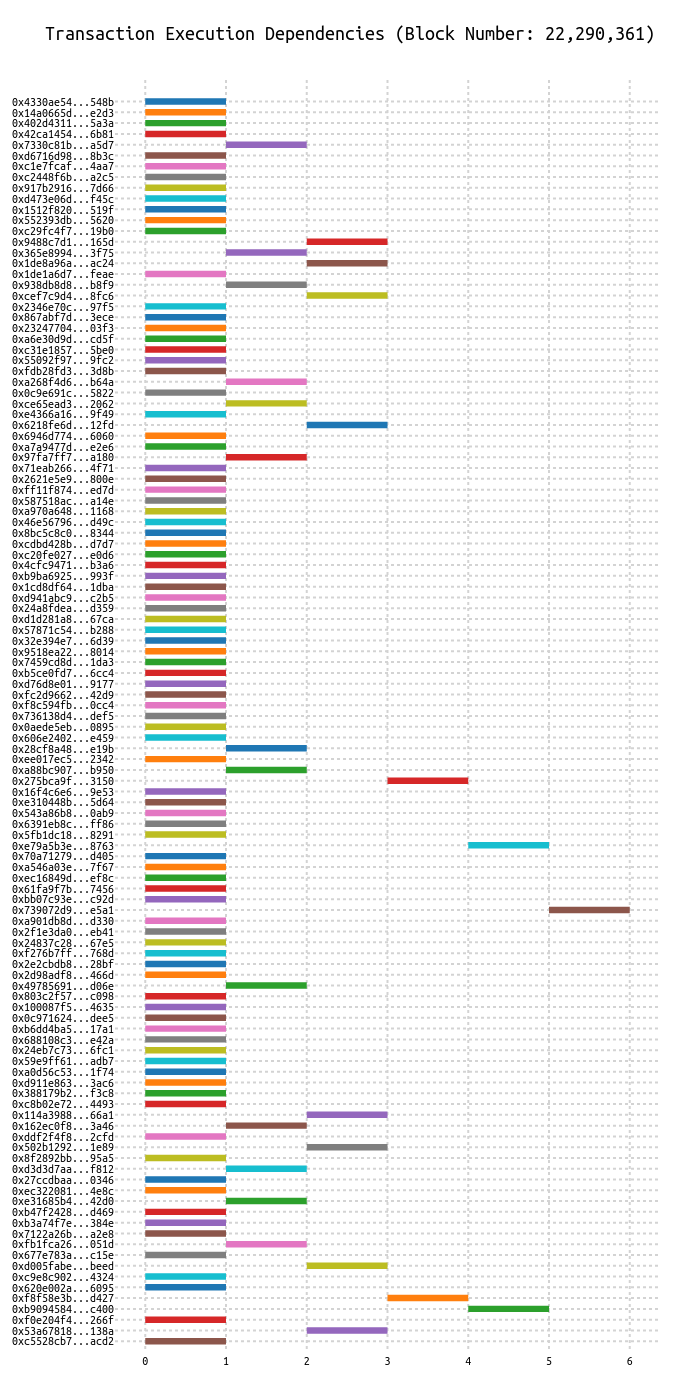 Transaction Execution Dependencies (Block Number: 22,290,361)
0x4330ae54...548b
0x14a0665d...e2d3
0x402d4311...5a3a
0x42ca1454...6b81
0x7330c81b...a5d7
0xd6716d98...8b3c
0xc1e7fcaf...4aa7
0xc2448f6b...a2c5
0x917b2916...7d66
0xd473e06d...f45c
0x1512f820...519f
0x552393db...5620
0xc29fc4f7...19b0
0x9488c7d1...165d
0x365e8994...3f75
0x1de8a96a...ac24
0x1de1a6d7...feae
0x938db8d8...b8f9
0xcef7c9d4...8fc6
0x2346e70c...97f5
0x867abf7d...3ece
0x23247704...03f3
0xa6e30d9d...cd5f
0xc31e1857...5be0
0x55092f97...9fc2
0xfdb28fd3...3d8b
0xa268f4d6...b64a
0x0c9e691c...5822
0xce65ead3...2062
0xe4366a16...9f49
0x6218fe6d...12fd
0x6946d774...6060
0xa7a9477d...e2e6
0x97fa7ff7...a180
0x71eab266...4f71
0x2621e5e9...800e
0xff11f874...ed7d
0x587518ac...a14e
0xa970a648...1168
0x46e56796...d49c
0x8bc5c8c0...8344
0xcdbd428b...d7d7
0xc20fe027...e0d6
0x4cfc9471...b3a6
0xb9ba6925...993f
0x1cd8df64...1dba
0xd941abc9...c2b5
0x24a8fdea...d359
0xd1d281a8...67ca
0x57871c54...b288
0x32e394e7...6d39
0x9518ea22...8014
0x7459cd8d...1da3
0xb5ce0fd7...6cc4
0xd76d8e01...9177
0xfc2d9662...42d9
0xf8c594fb...0cc4
0x736138d4...def5
0x0aede5eb...0895
0x606e2402...e459
0x28cf8a48...e19b
0xee017ec5...2342
0xa88bc907...b950
0x275bca9f...3150
0x16f4c6e6...9e53
0xe310448b...5d64
0x543a86b8...0ab9
0x6391eb8c...ff86
0x5fb1dc18...8291
0xe79a5b3e...8763
0x70a71279...d405
0xa546a03e...7f67
0xec16849d...ef8c
0x61fa9f7b...7456
0xbb07c93e...c92d
0x739072d9...e5a1
0xa901db8d...d330
0x2f1e3da0...eb41
0x24837c28...67e5
0xf276b7ff...768d
0x2e2cbdb8...28bf
0x2d98adf8...466d
0x49785691...d06e
0x803c2f57...c098
0x100087f5...4635
0x0c971624...dee5
0xb6dd4ba5...17a1
0x688108c3...e42a
0x24eb7c73...6fc1
0x59e9ff61...adb7
0xa0d56c53...1f74
0xd911e863...3ac6
0x388179b2...f3c8
0xc8b02e72...4493
0x114a3988...66a1
0x162ec0f8...3a46
0xddf2f4f8...2cfd
0x502b1292...1e89
0x8f2892bb...95a5
0xd3d3d7aa...f812
0x27ccdbaa...0346
0xec322081...4e8c
0xe31685b4...42d0
0xb47f2428...d469
0xb3a74f7e...384e
0x7122a26b...a2e8
0xfb1fca26...051d
0x677e783a...c15e
0xd005fabe...beed
0xc9e8c902...4324
0x620e002a...6095
0xf8f58e3b...d427
0xb9094584...c400
0xf0e204f4...266f
0x53a67818...138a
0xc5528cb7...acd2
0 1 2 3 4 5 6